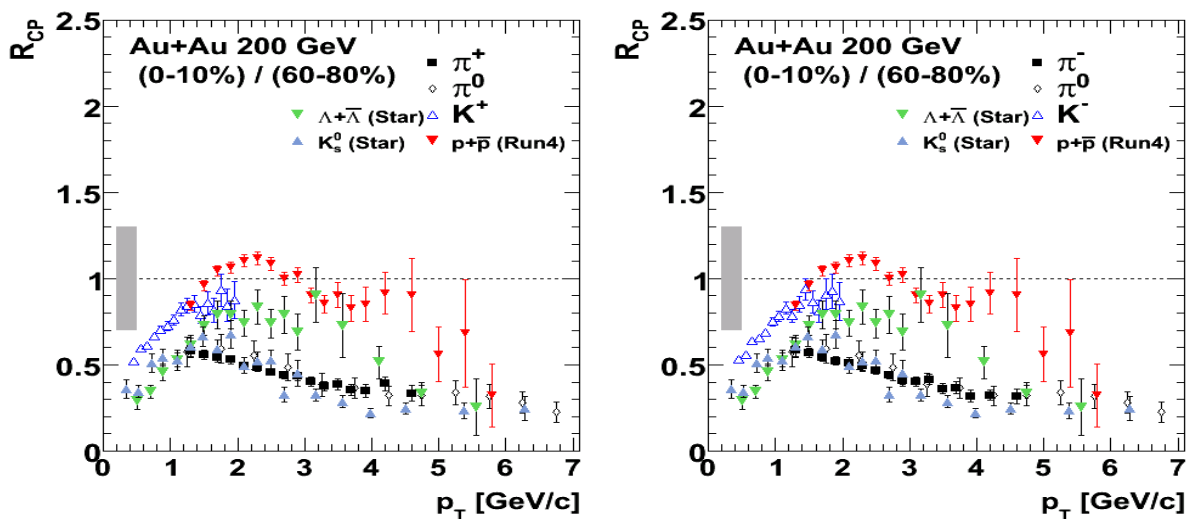 R_CP
2.5
2
1.5
1
0.5
0
Au+Au 200 GeV
(0-10%) / (60-80%)
π⁺
π⁰
Λ+Λ̅ (Star)
K⁺
K⁰ₛ (Star)
p+p̅ (Run4)
0 1 2 3 4 5 6 7
p_T [GeV/c]
R_CP
2.5
2
1.5
1
0.5
0
Au+Au 200 GeV
(0-10%) / (60-80%)
π⁻
π⁰
Λ+Λ̅ (Star)
K⁻
K⁰ₛ (Star)
p+p̅ (Run4)
0 1 2 3 4 5 6 7
p_T [GeV/c]